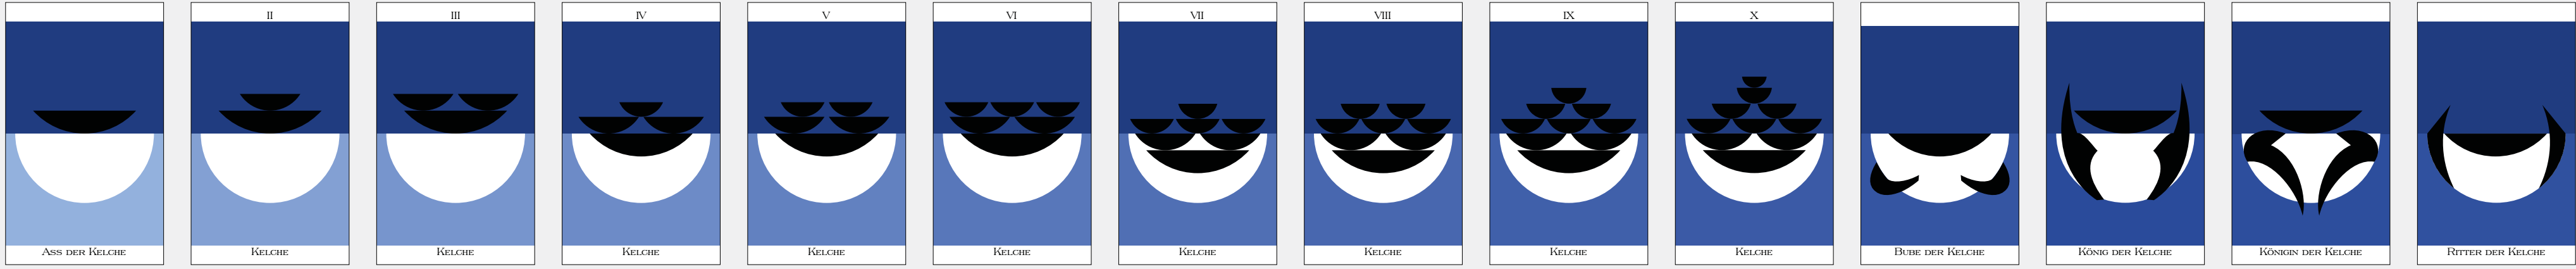 Ass der Kelche
II
Kelche
III
Kelche
IV
Kelche
V
Kelche
VI
Kelche
VII
Kelche
VIII
Kelche
IX
Kelche
X
Kelche
Bube der Kelche
König der Kelche
Königin der Kelche
Ritter der Kelche